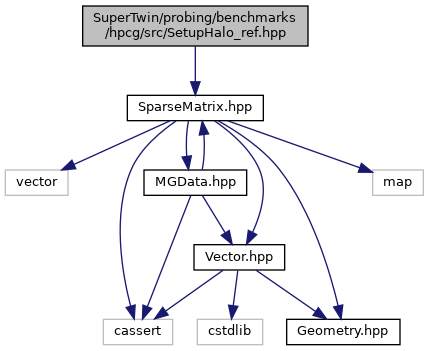 SuperTwin/probing/benchmarks
/hpcg/src/SetupHalo_ref.hpp
SparseMatrix.hpp
vector
MGData.hpp
map
Vector.hpp
cassert
cstdlib
Geometry.hpp